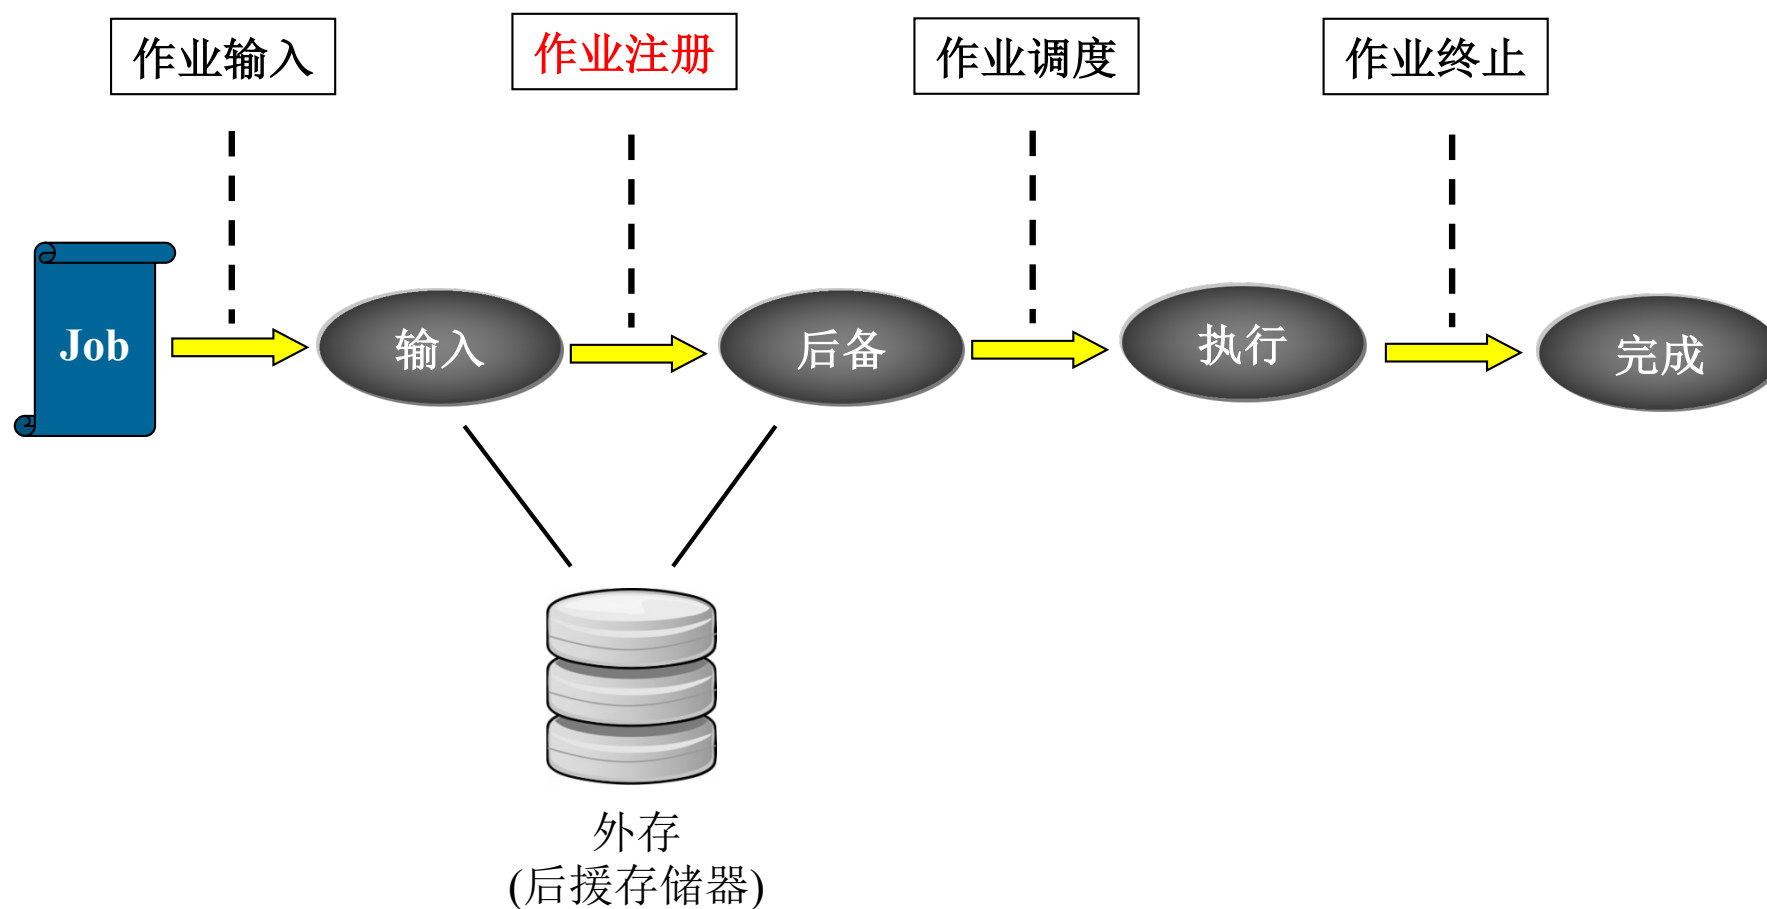 作业输入
作业注册
作业调度
作业终止
Job
输入
后备
执行
完成
外存
(后援存储器)